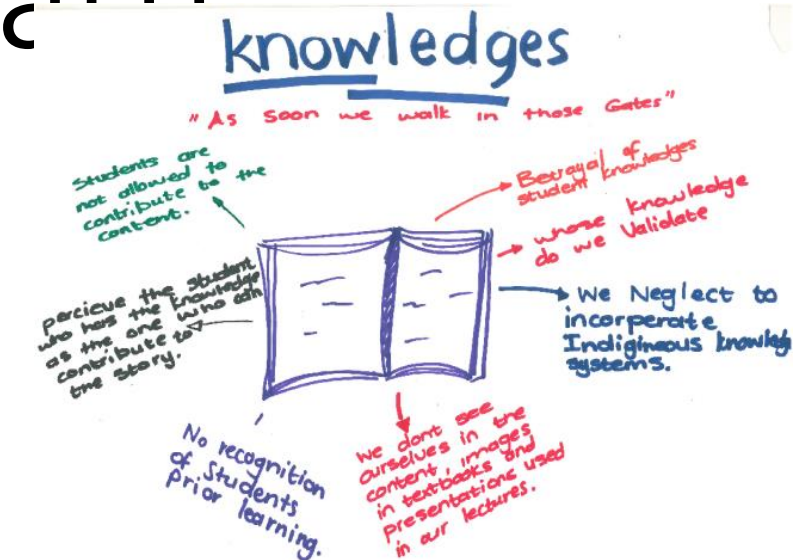 knowledges
"As soon we walk in those Gates"
Students are
not allowed to
contribute to the
content.
Betrayal of
student knowledges
whose knowledge
do we Validate
percieve the student
who has the knowledge
as the one who can
contribute to
the story.
We Neglect to
incorperate
Indigineous knowledge
systems.
No recognition
of Students
Prior learning.
we dont see
ourselves in the
content, images
in textbooks and
presentations used
in our lectures.